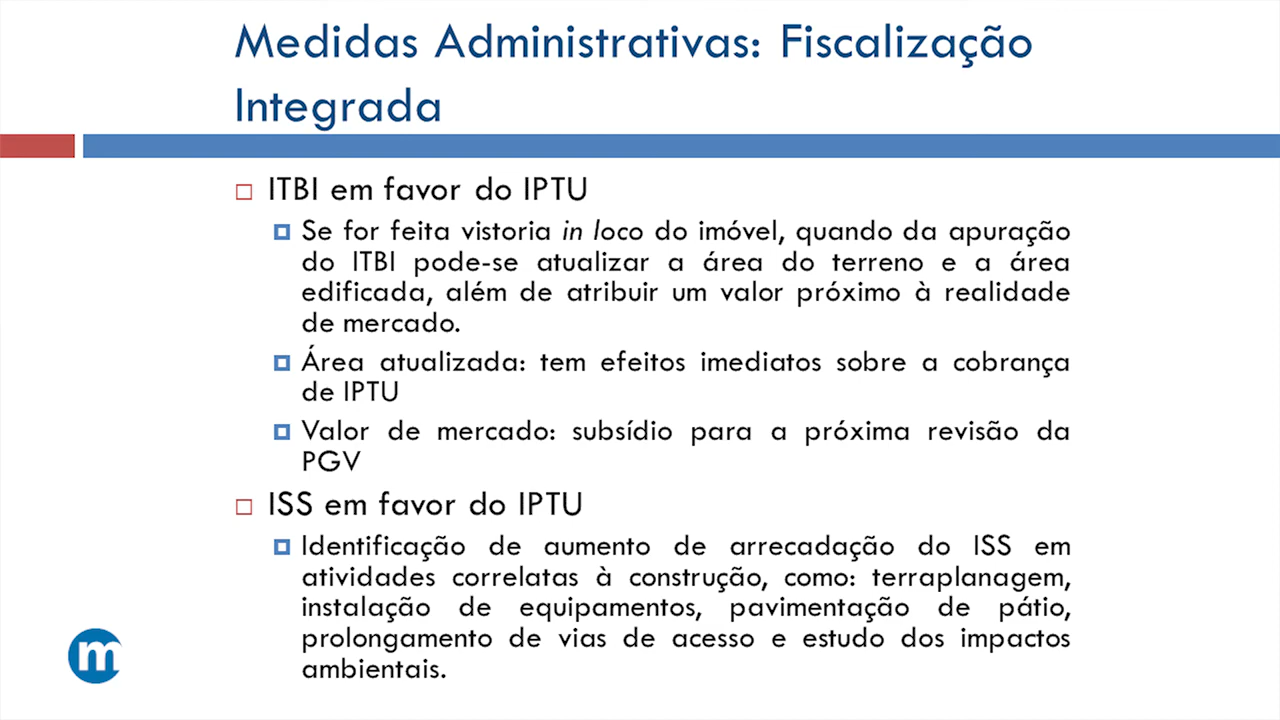 Medidas Administrativas: Fiscalização
Integrada
ITBI em favor do IPTU
Se for feita vistoria in loco do imóvel, quando da apuração
do ITBI pode-se atualizar a área do terreno e a área
edificada, além de atribuir um valor próximo à realidade
de mercado.
Área atualizada: tem efeitos imediatos sobre a cobrança
de IPTU
Valor de mercado: subsídio para a próxima revisão da
PGV
ISS em favor do IPTU
Identificação de aumento de arrecadação do ISS em
atividades correlatas à construção, como: terraplanagem,
instalação de equipamentos, pavimentação de pátio,
prolongamento de vias de acesso e estudo dos impactos
ambientais.
m